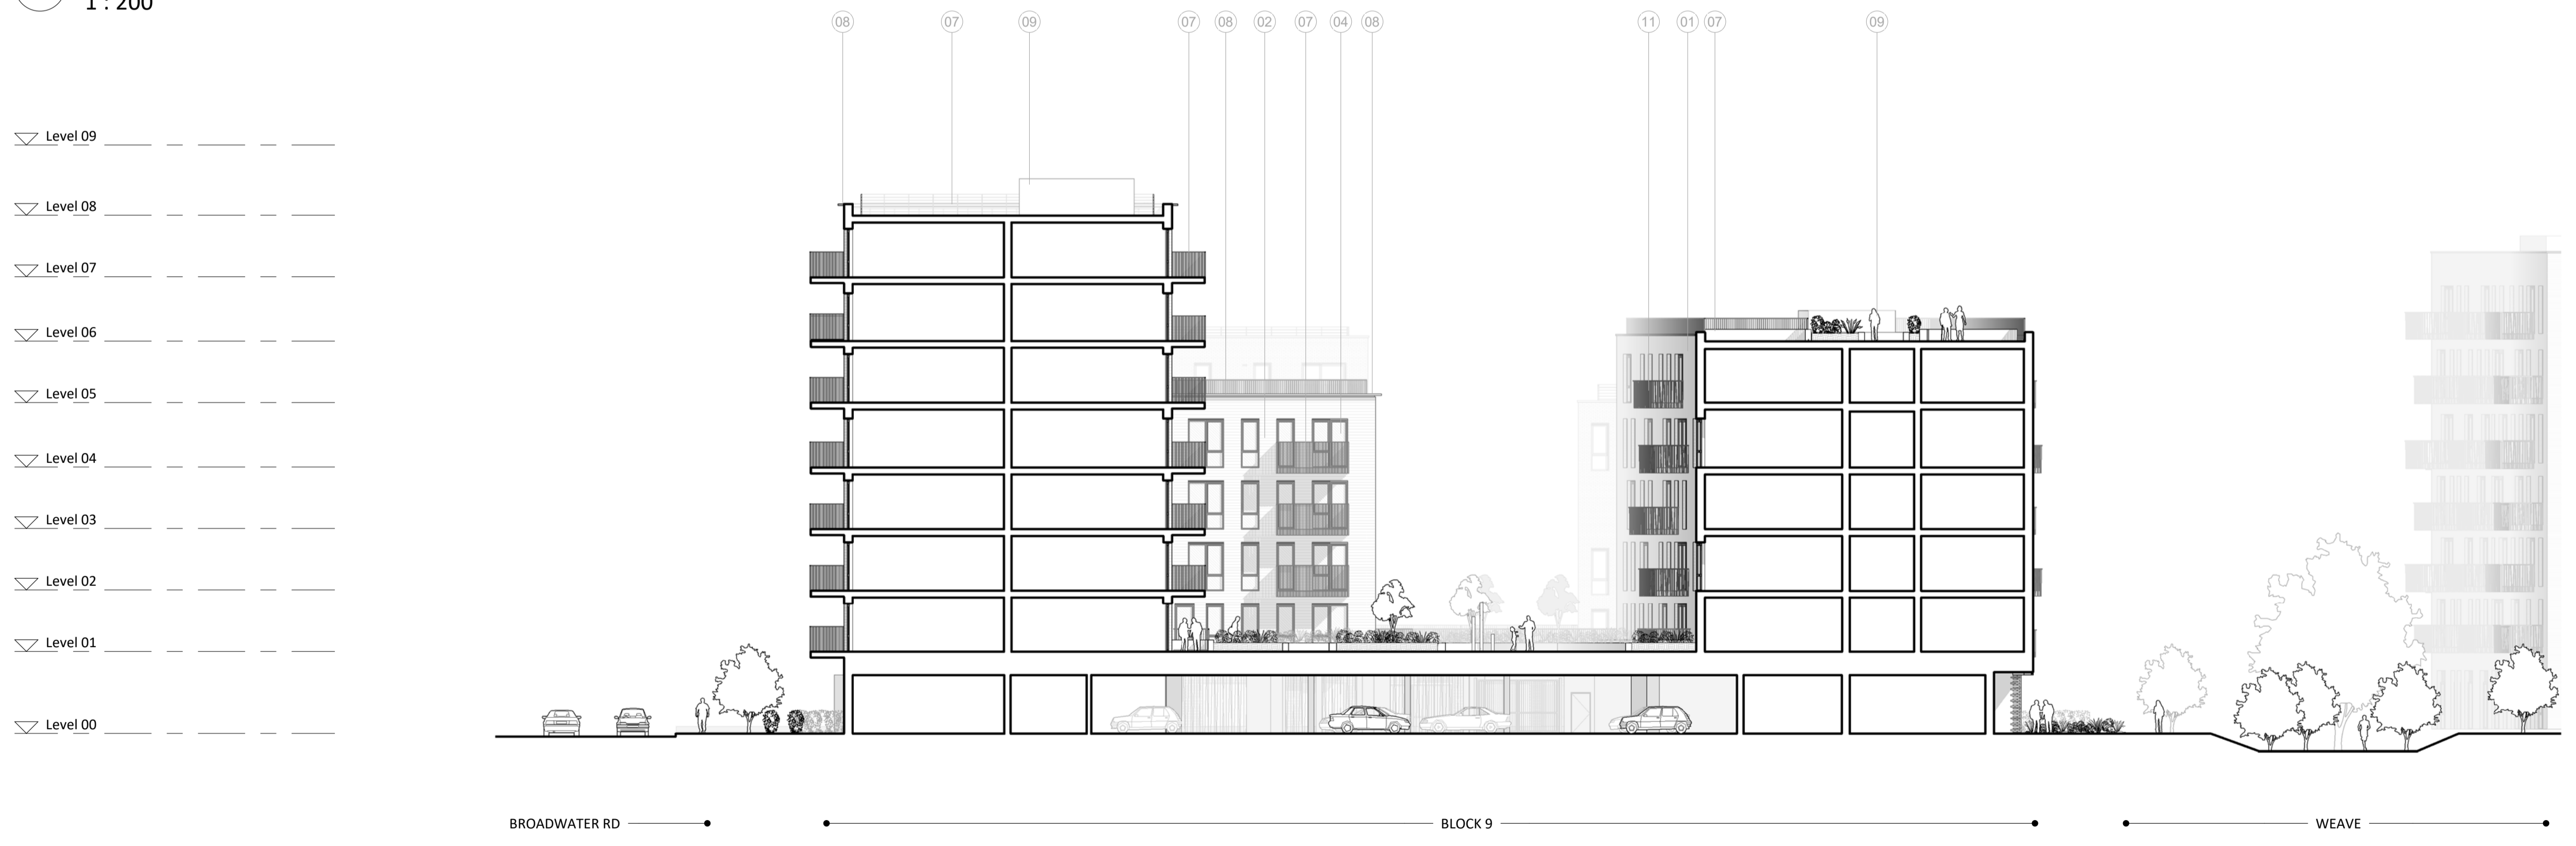 1 : 200
08 07 09 07 08 02 07 04 08 11 01 07 09
Level 09
Level 08
Level 07
Level 06
Level 05
Level 04
Level 03
Level 02
Level 01
Level 00
BROADWATER RD BLOCK 9 WEAVE